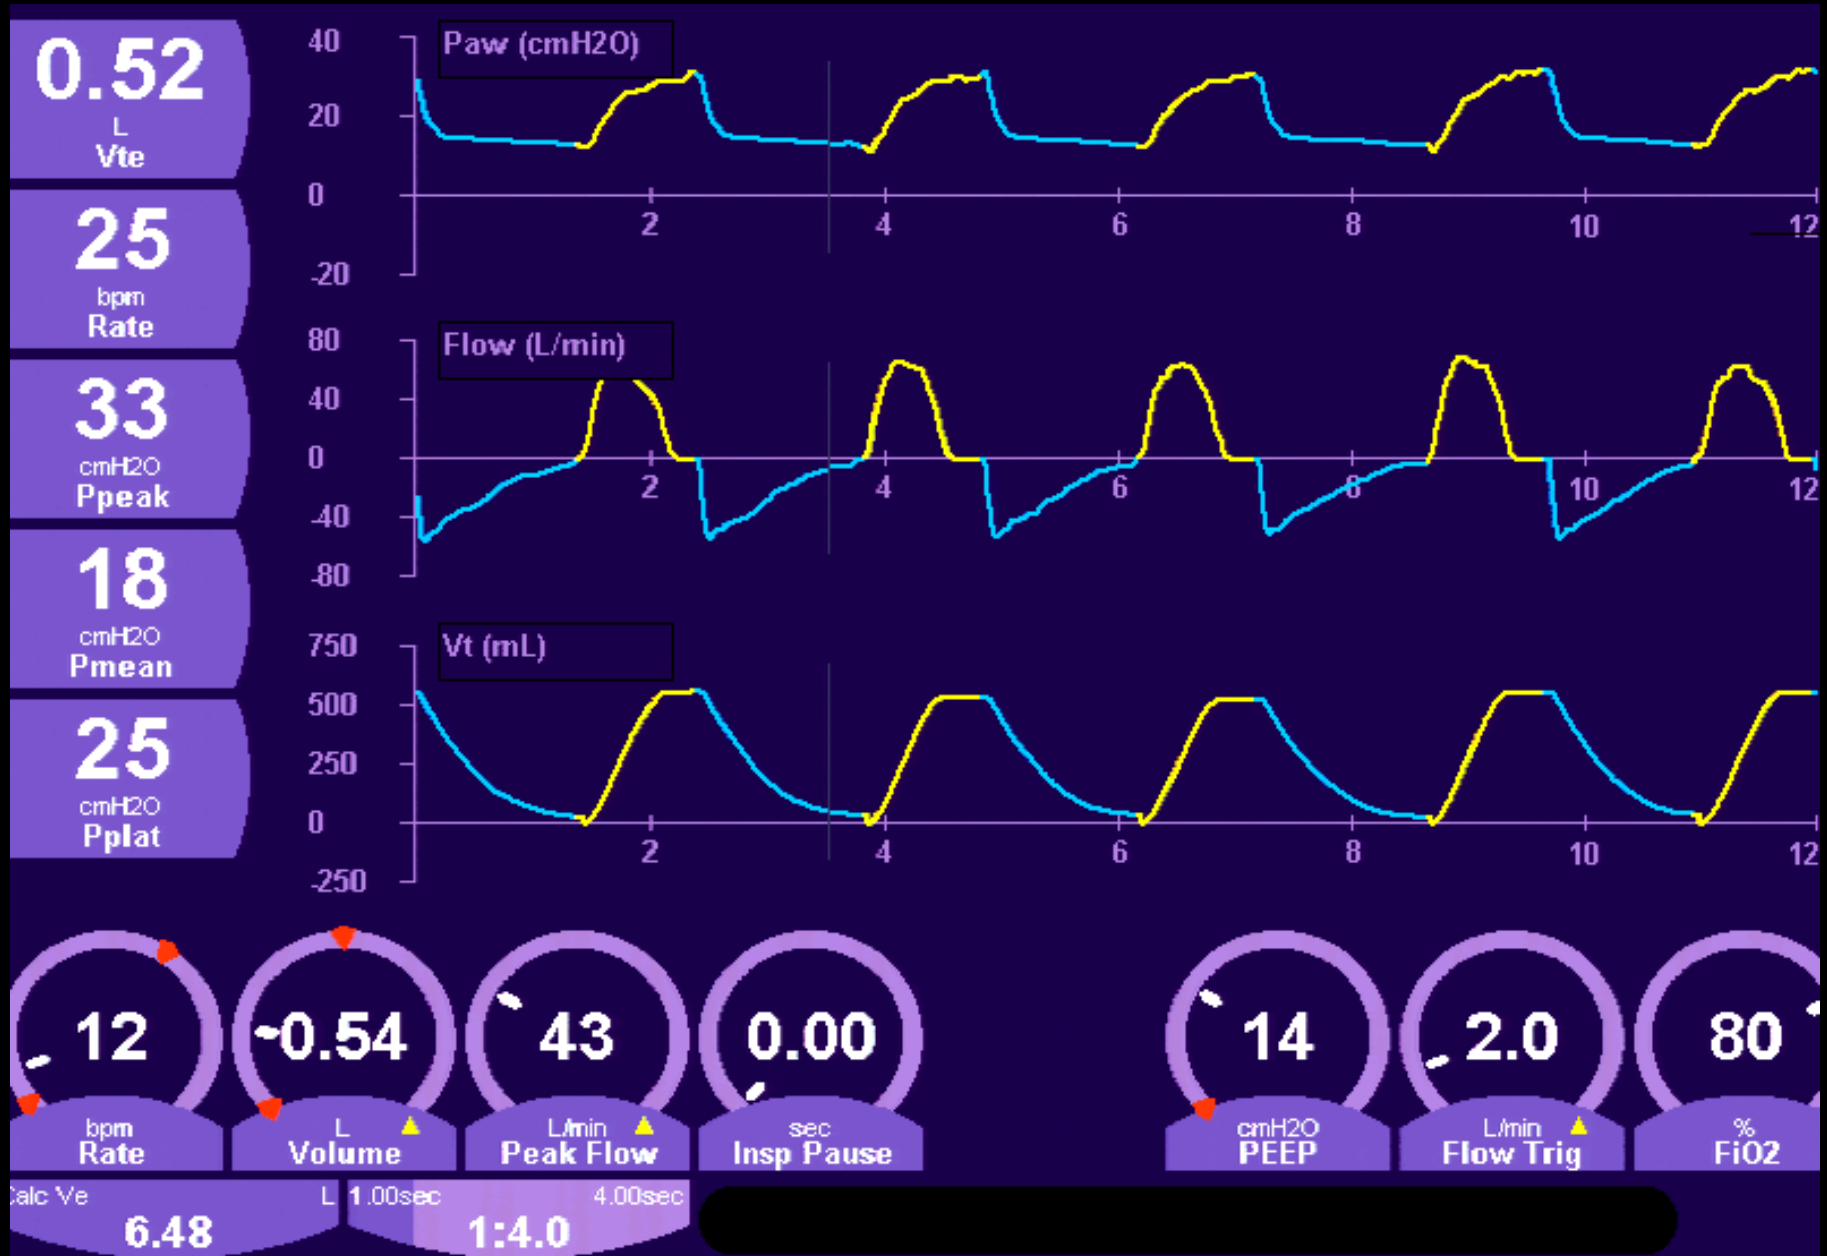 0.52
L
Vte
25
bpm
Rate
33
cmH2O
Ppeak
18
cmH2O
Pmean
25
cmH2O
Pplat
Paw (cmH2O)
40
20
0
-20
2 4 6 8 10 12
Flow (L/min)
80
40
0
-40
-80
2 4 6 8 10 12
Vt (mL)
750
500
250
0
-250
2 4 6 8 10 12
12
bpm
Rate
0.54
L
Volume
43
L/min
Peak Flow
0.00
sec
Insp Pause
14
cmH2O
PEEP
2.0
L/min
Flow Trig
80
%
FiO2
Ve L
6.48
1.00sec 4.00sec
1:4.0